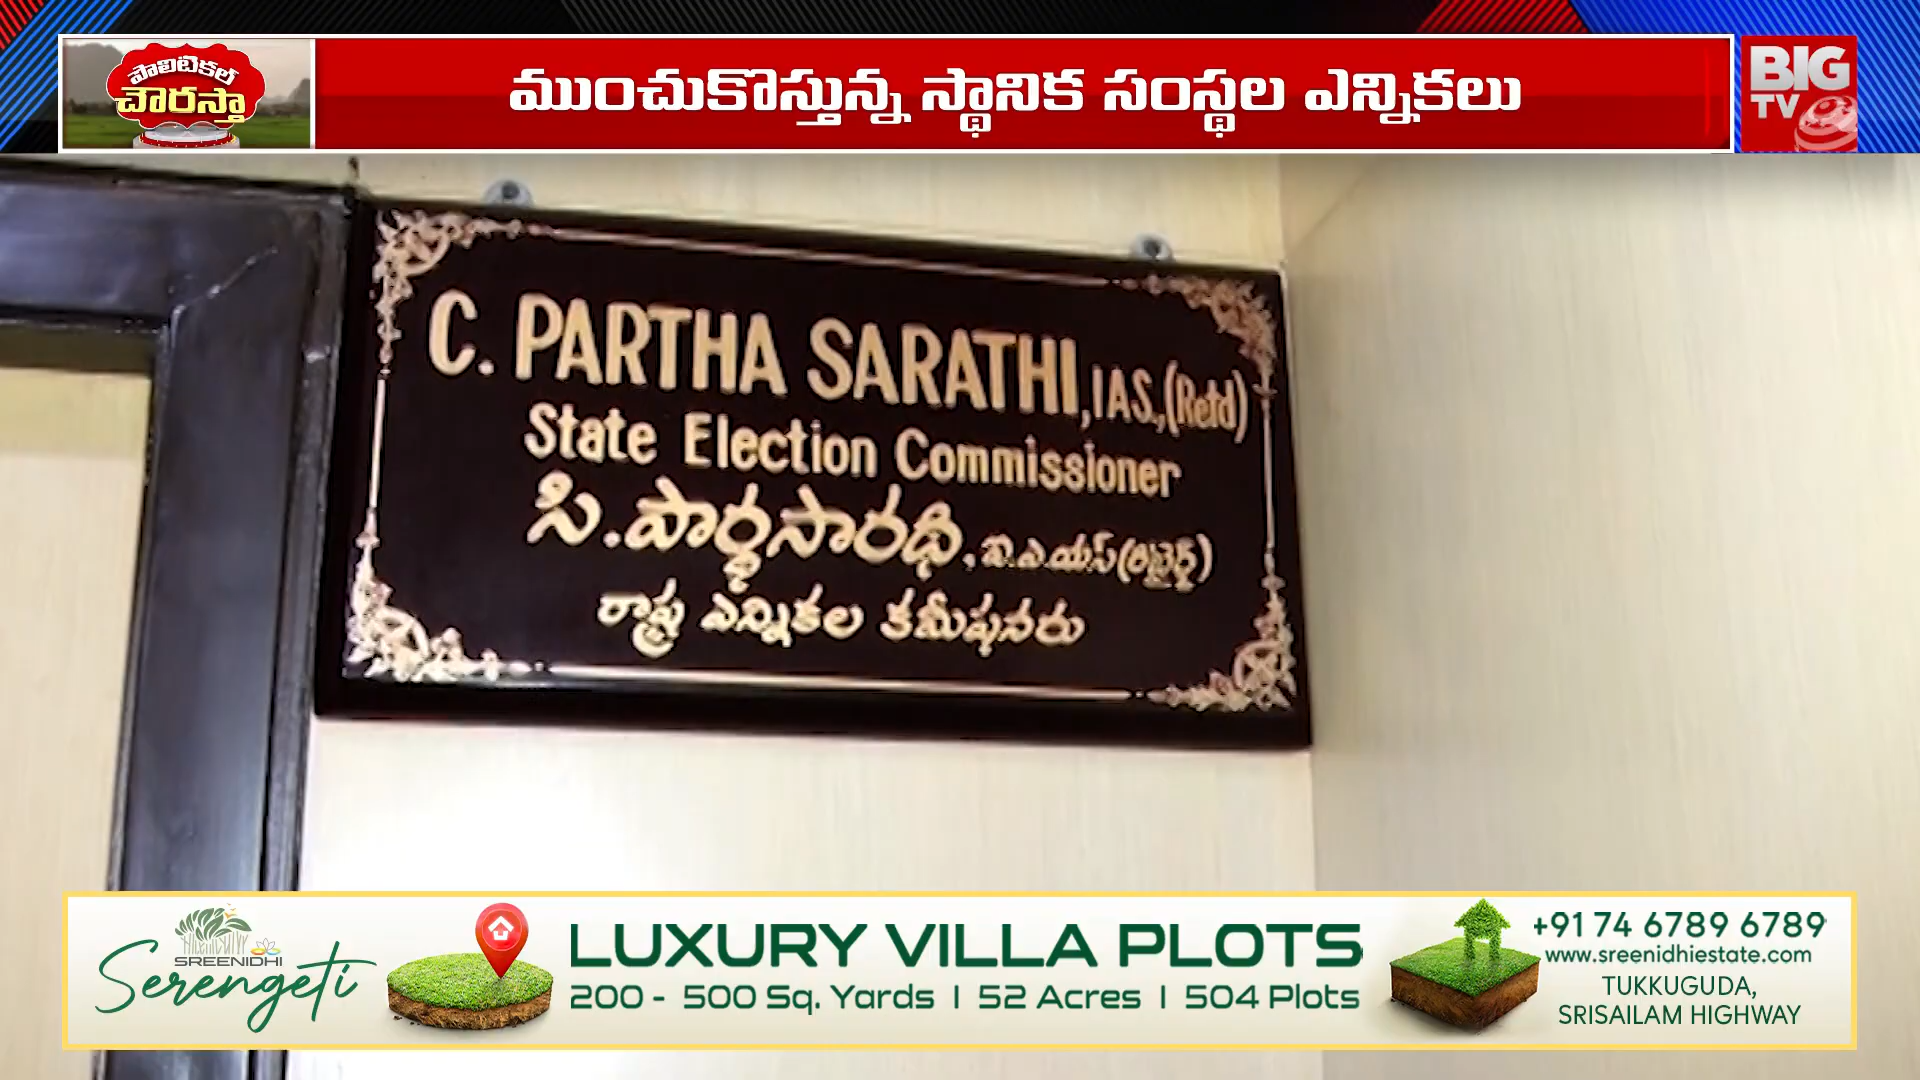 పొలిటికల్
చౌరస్తా
ముంచుకొస్తున్న స్థానిక సంస్థల ఎన్నికలు
BIG
TV
C. PARTHA SARATHI, IAS.,(Retd)
State Election Commissioner
సి.పార్థసారథి, ఐ.ఎ.యస్(రిటైర్డ్)
రాష్ట్ర ఎన్నికల కమీషనరు
SREENIDHI
Serengeti
LUXURY VILLA PLOTS
200 - 500 Sq. Yards I 52 Acres I 504 Plots
+91 74 6789 6789
www.sreenidhiestate.com
TUKKUGUDA,
SRISAILAM HIGHWAY